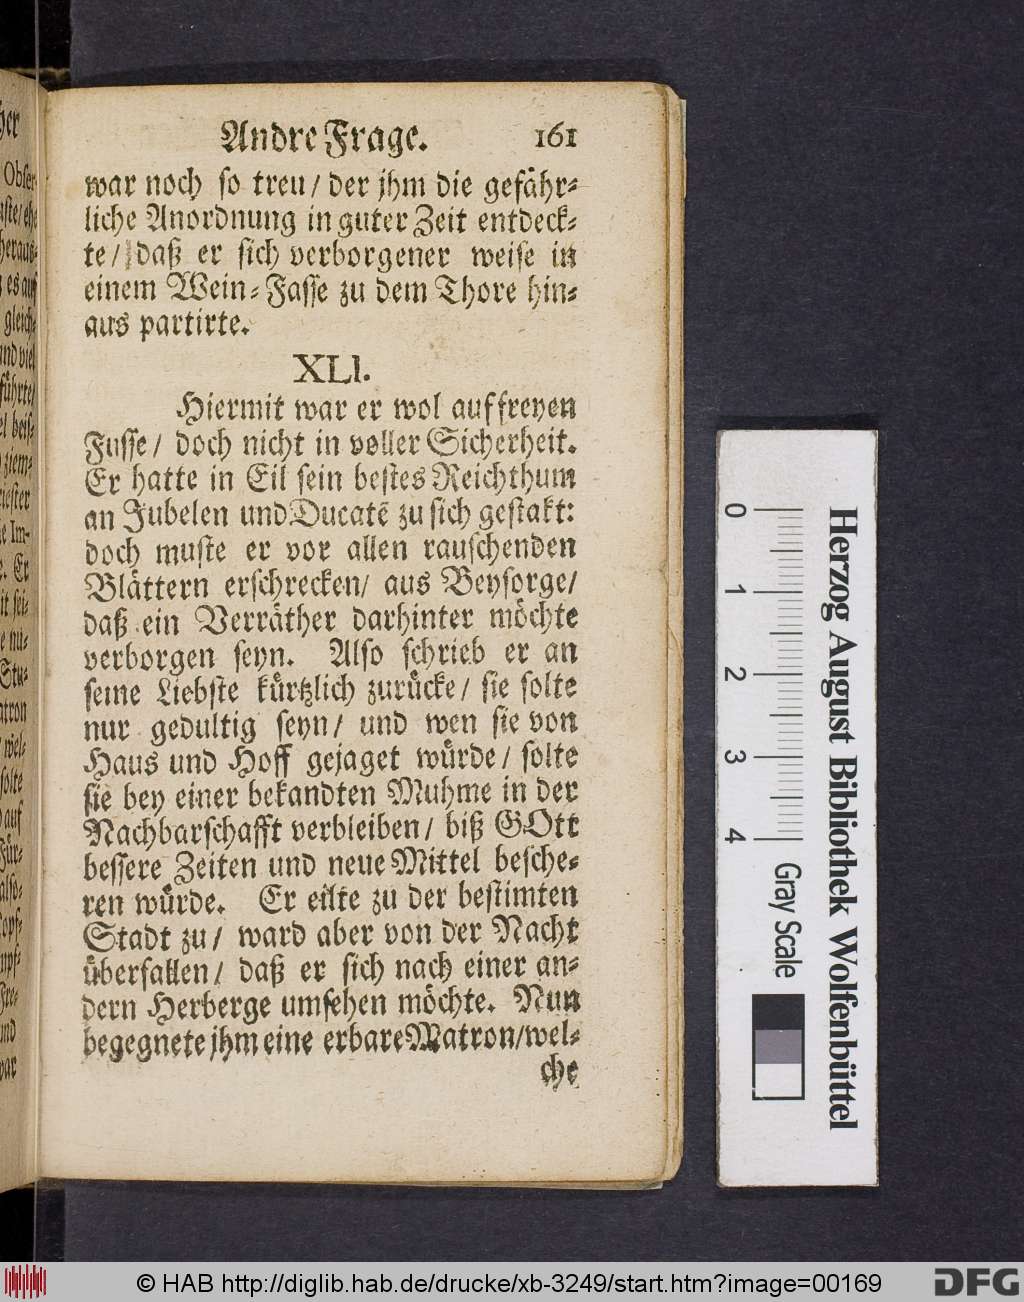 Andre Frage. 161
war noch so treu / der jhm die gefähr-
liche Anordnung in guter Zeit entdeck-
te / daß er sich verborgener weise in
einem Wein-Fasse zu dem Thore hin-
aus partirte.
XLI.
Hiermit war er wol auf freyen
Fusse / doch nicht in voller Sicherheit.
Er hatte in Eil sein bestes Reichthum
an Jubelen und Ducatẽ zu sich gestakt:
doch muste er vor allen rauschenden
Blättern erschrecken / aus Beysorge /
daß ein Verräther darhinter möchte
verborgen seyn. Also schrieb er an
seine Liebste kürtzlich zurücke / sie solte
nur gedultig seyn / und wen sie von
Haus und Hoff gejaget würde / solte
sie bey einer bekandten Muhme in der
Nachbarschafft verbleiben / biß GOtt
bessere Zeiten und neue Mittel besche-
ren würde. Er eilte zu der bestimten
Stadt zu / ward aber von der Nacht
überfallen / daß er sich nach einer an-
dern Herberge umsehen möchte. Nun
begegnete jhm eine erbare Matron / wel-
che
0 1 2 3 4
Gray Scale
Herzog August Bibliothek Wolfenbüttel
© HAB http://diglib.hab.de/drucke/xb-3249/start.htm?image=00169
DFG